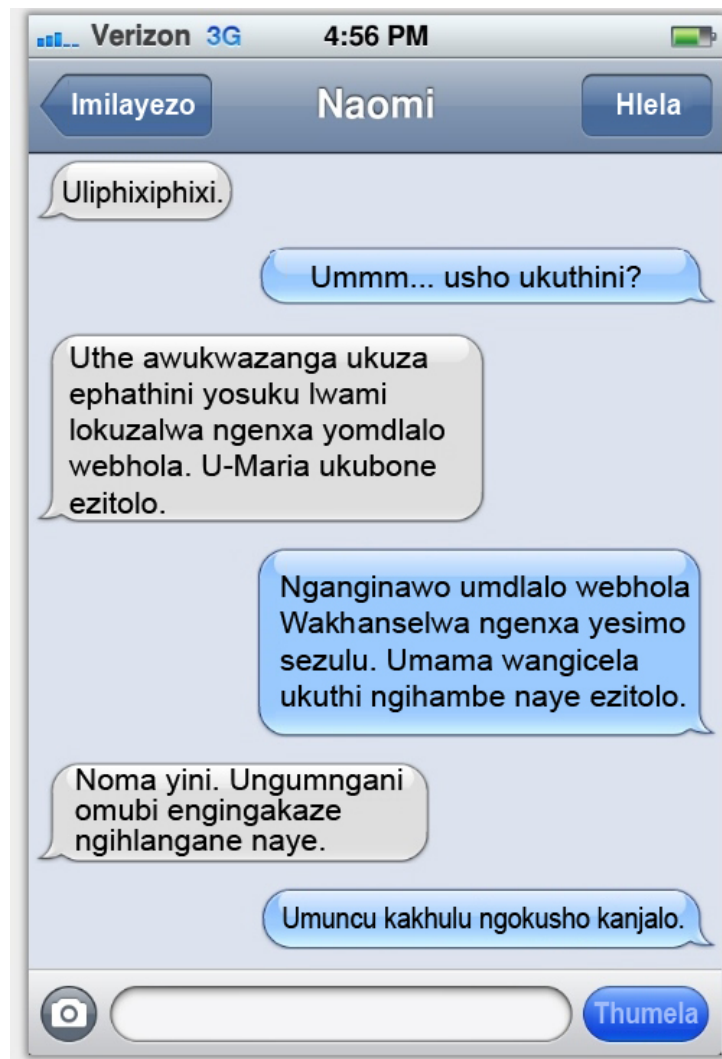 Verizon 3G 4:56 PM
Imilayezo Naomi Hlela
Uliphixiphixi.
Ummm... usho ukuthini?
Uthe awukwazanga ukuza
ephathini yosuku lwami
lokuzalwa ngenxa yomdlalo
webhola. U-Maria ukubone
ezitolo.
Nganginawo umdlalo webhola
Wakhanselwa ngenxa yesimo
sezulu. Umama wangicela
ukuthi ngihambe naye ezitolo.
Noma yini. Ungumngani
omubi engingakaze
ngihlangane naye.
Umuncu kakhulu ngokusho kanjalo.
Thumela